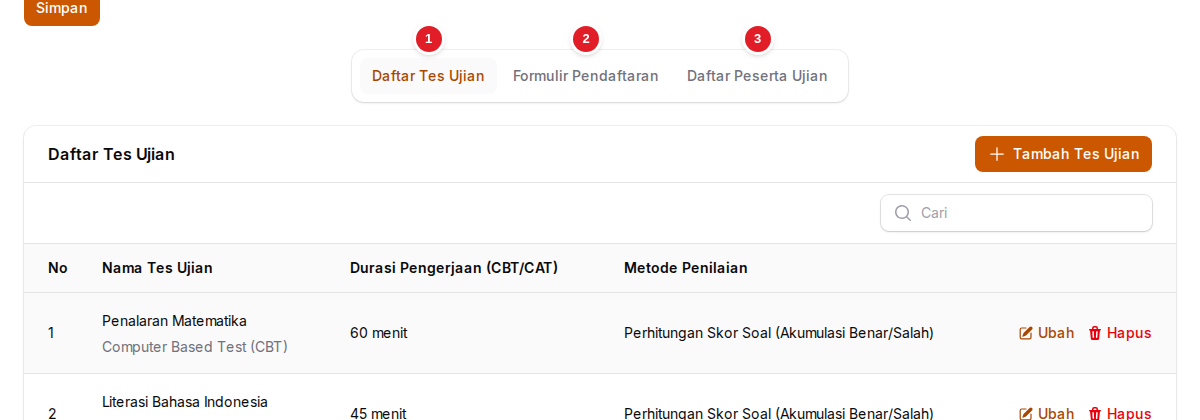 Simpan
1 2 3
Daftar Tes Ujian Formulir Pendaftaran Daftar Peserta Ujian
Daftar Tes Ujian Tambah Tes Ujian
Cari
No Nama Tes Ujian Durasi Pengerjaan (CBT/CAT) Metode Penilaian
1 Penalaran Matematika 60 menit Perhitungan Skor Soal (Akumulasi Benar/Salah) Ubah Hapus
Computer Based Test (CBT)
Literasi Bahasa Indonesia
2 45 menit Perhitungan Skor Soal (Akumulasi Benar/Salah) Ubah Hapus